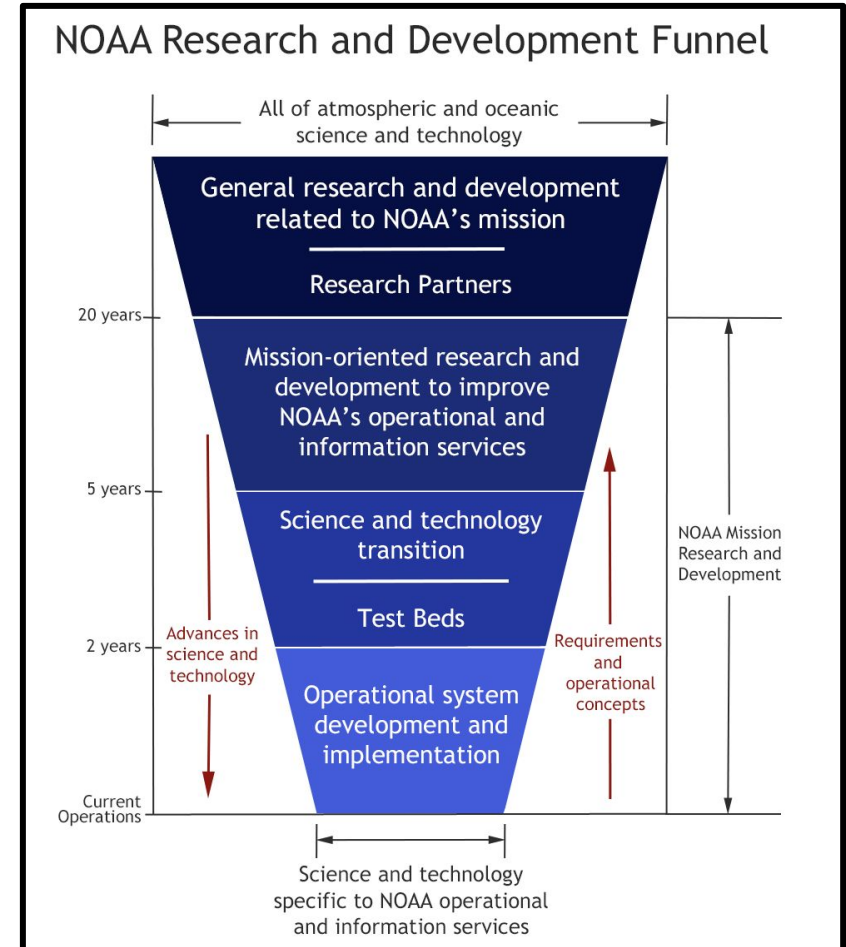 NOAA Research and Development Funnel
All of atmospheric and oceanic
science and technology
General research and development
related to NOAA's mission
Research Partners
20 years
Mission-oriented research and
development to improve
NOAA's operational and
information services
5 years
Science and technology
transition
Test Beds
2 years
Operational system
development and
implementation
Current
Operations
Advances in
science and
technology
Requirements
and
operational
concepts
NOAA Mission
Research and
Development
Science and technology
specific to NOAA operational
and information services